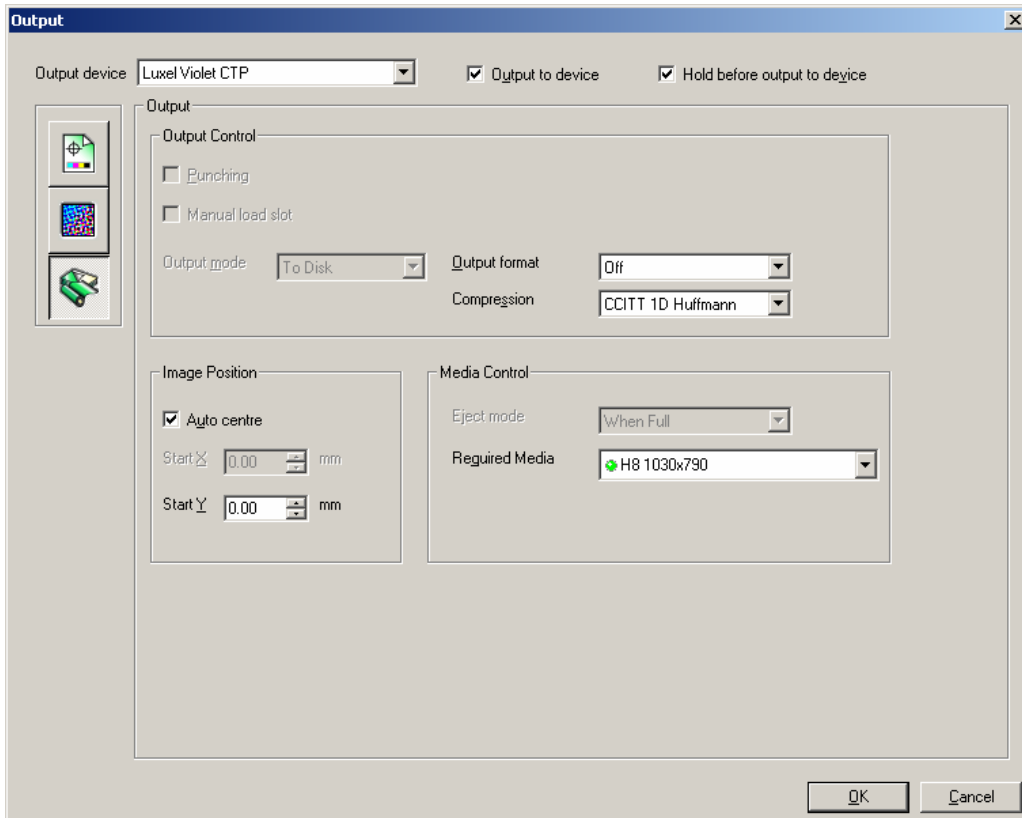 Output
Output device Luxel Violet CTP Output to device Hold before output to device
Output
Output Control
Punching
Manual load slot
Output mode To Disk Output format Off
Compression CCITT 1D Huffmann
Image Position Media Control
Auto centre Eject mode When Full
Start X 0.00 mm Required Media H8 1030x790
Start Y 0.00 mm
OK Cancel